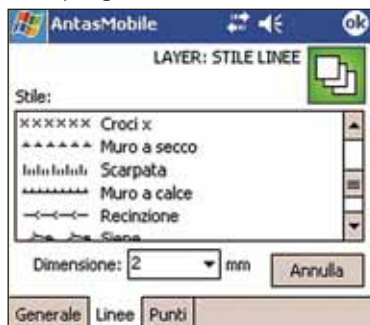 AntasMobile
ok
LAYER: STILE LINEE
Stile:
Croci x
Muro a secco
Scarpata
Muro a calce
Recinzione
Siepe
Dimensione: 2 mm
Annulla
Generale Linee Punti